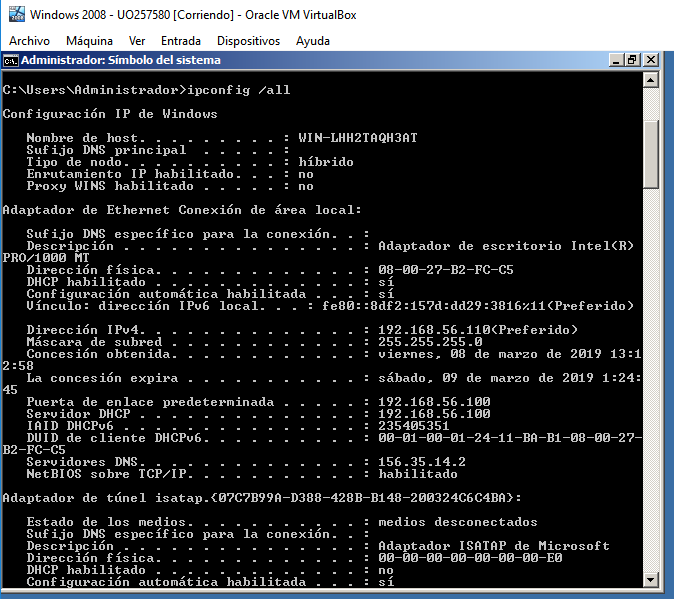 Windows 2008 - UO257580 [Corriendo] - Oracle VM VirtualBox
Archivo Máquina Ver Entrada Dispositivos Ayuda
Administrador: Símbolo del sistema
C:\Users\Administrador>ipconfig /all
Configuración IP de Windows
Nombre de host. . . . . . . . . : WIN-LHH2TAQH3AT
Sufijo DNS principal . . . . . :
Tipo de nodo. . . . . . . . . . : híbrido
Enrutamiento IP habilitado. . . : no
Proxy WINS habilitado . . . . . : no
Adaptador de Ethernet Conexión de área local:
Sufijo DNS específico para la conexión. . :
Descripción . . . . . . . . . . . . . . . : Adaptador de escritorio Intel(R)
PRO/1000 MT
Dirección física. . . . . . . . . . . . . : 08-00-27-B2-FC-C5
DHCP habilitado . . . . . . . . . . . . . : sí
Configuración automática habilitada . . . : sí
Vínculo: dirección IPv6 local. . . : fe80::8df2:157d:dd29:3816%11(Preferido)
Dirección IPv4. . . . . . . . . . . . . . : 192.168.56.110(Preferido)
Máscara de subred . . . . . . . . . . . . : 255.255.255.0
Concesión obtenida. . . . . . . . . . . . : viernes, 08 de marzo de 2019 13:1
2:58
La concesión expira . . . . . . . . . . . : sábado, 09 de marzo de 2019 1:24:
45
Puerta de enlace predeterminada . . . . . : 192.168.56.100
Servidor DHCP . . . . . . . . . . . . . . : 192.168.56.100
IAID DHCPv6 . . . . . . . . . . . . . . . : 235405351
DUID de cliente DHCPv6. . . . . . . . . . : 00-01-00-01-24-11-BA-B1-08-00-27-
B2-FC-C5
Servidores DNS. . . . . . . . . . . . . . : 156.35.14.2
NetBIOS sobre TCP/IP. . . . . . . . . . . : habilitado
Adaptador de túnel isatap.{07C7B99A-D388-428B-B148-200324C6C4BA}:
Estado de los medios. . . . . . . . . . . : medios desconectados
Sufijo DNS específico para la conexión. . :
Descripción . . . . . . . . . . . . . . . : Adaptador ISATAP de Microsoft
Dirección física. . . . . . . . . . . . . : 00-00-00-00-00-00-00-E0
DHCP habilitado . . . . . . . . . . . . . : no
Configuración automática habilitada . . . : sí